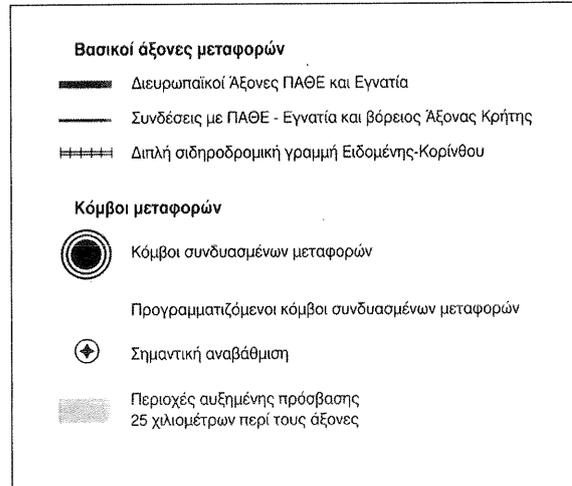 Βασικοί άξονες μεταφορών
Διευρωπαϊκοί Άξονες ΠΑΘΕ και Εγνατία
Συνδέσεις με ΠΑΘΕ - Εγνατία και βόρειος Άξονας Κρήτης
Διπλή σιδηροδρομική γραμμή Ειδομένης-Κορίνθου
Κόμβοι μεταφορών
Κόμβοι συνδυασμένων μεταφορών
Προγραμματιζόμενοι κόμβοι συνδυασμένων μεταφορών
Σημαντική αναβάθμιση
Περιοχές αυξημένης πρόσβασης
25 χιλιομέτρων περί τους άξονες